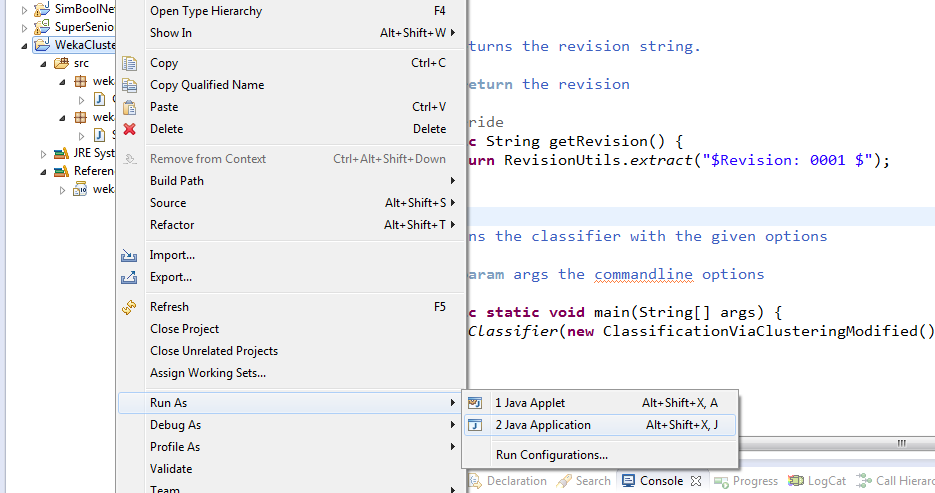 SimBoolNe
SuperSenio
WekaCluste
src
wek
wek
JRE Syst
Referenc
wek
Open Type Hierarchy F4
Show In Alt+Shift+W
Copy Ctrl+C
Copy Qualified Name
Paste Ctrl+V
Delete Delete
Remove from Context Ctrl+Alt+Shift+Down
Build Path
Source Alt+Shift+S
Refactor Alt+Shift+T
Import...
Export...
Refresh F5
Close Project
Close Unrelated Projects
Assign Working Sets...
Run As
Debug As
Profile As
Validate
Team
1 Java Applet Alt+Shift+X, A
2 Java Application Alt+Shift+X, J
Run Configurations...
turns the revision string.
eturn the revision
ride
c String getRevision() {
urn RevisionUtils.extract("$Revision: 0001 $");
ns the classifier with the given options
aram args the commandline options
c static void main(String[] args) {
Classifier(new ClassificationViaClusteringModified()
Declaration Search Console Progress LogCat Call Hierarc